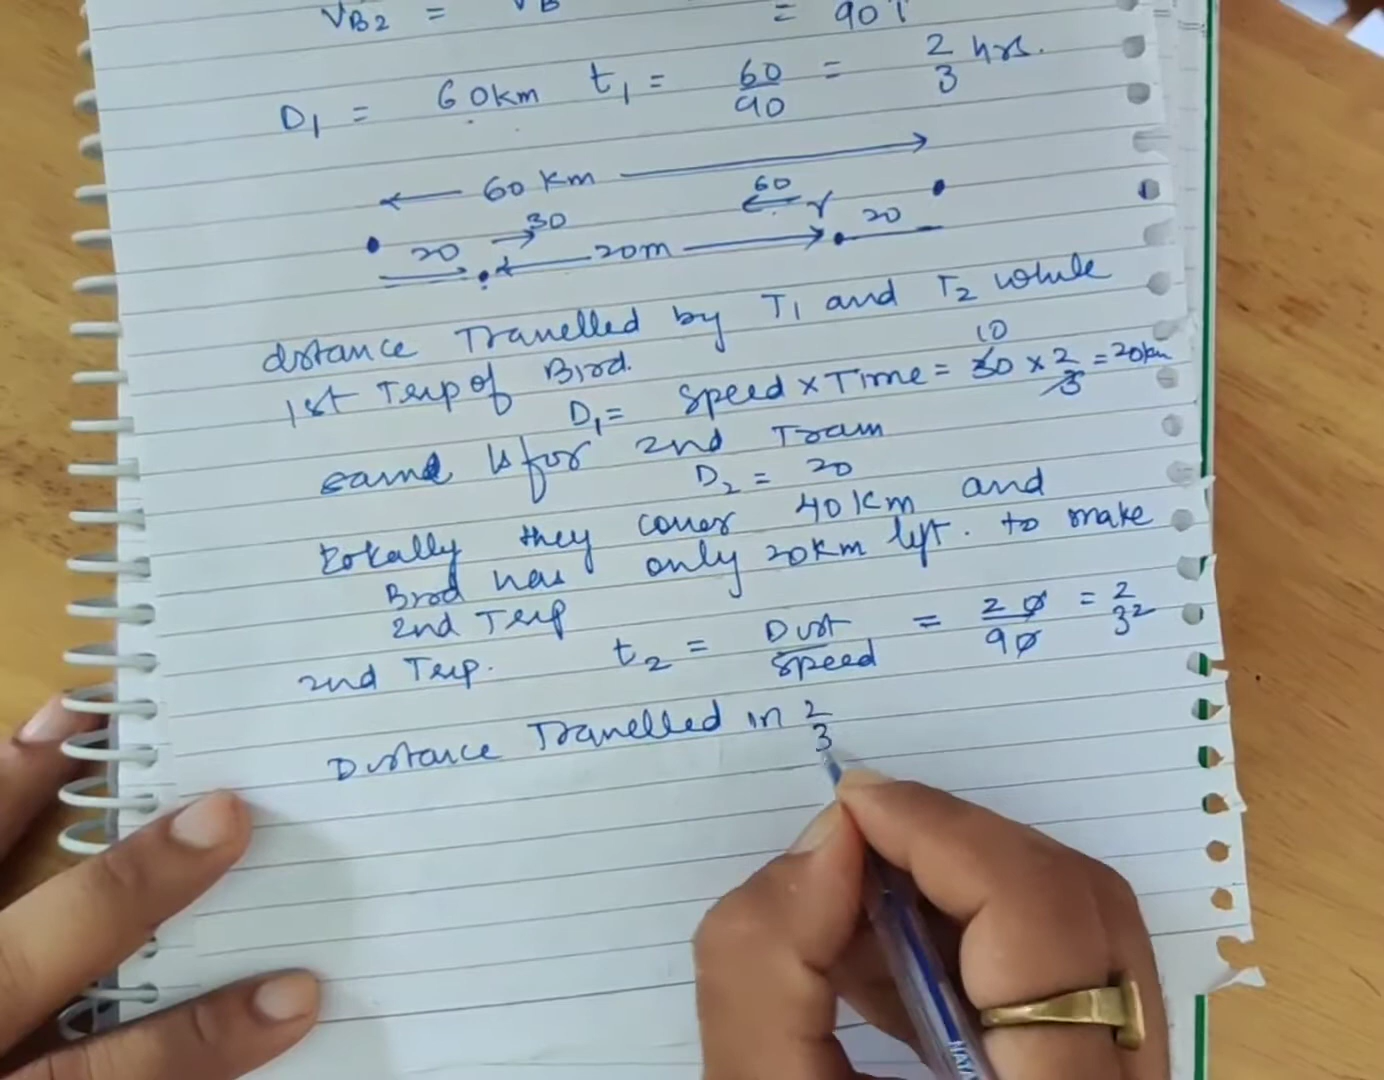 VB2 = VB = 90
D1 = 60km t1 = 60/90 = 2/3 hrs.
60 km
60
20 30 20m 20
distance Travelled by T1 and T2 while
1st Trip of Bird.
D1 = Speed x Time = 10 30 x 2/3 = 20km
same is for 2nd Train
D2 = 20
totally they cover 40km and
Bird has only 20km left. to make
2nd Trip
2nd Trip. t2 = Dist/speed = 20/90 = 2/3²
Distance Travelled in 2/3